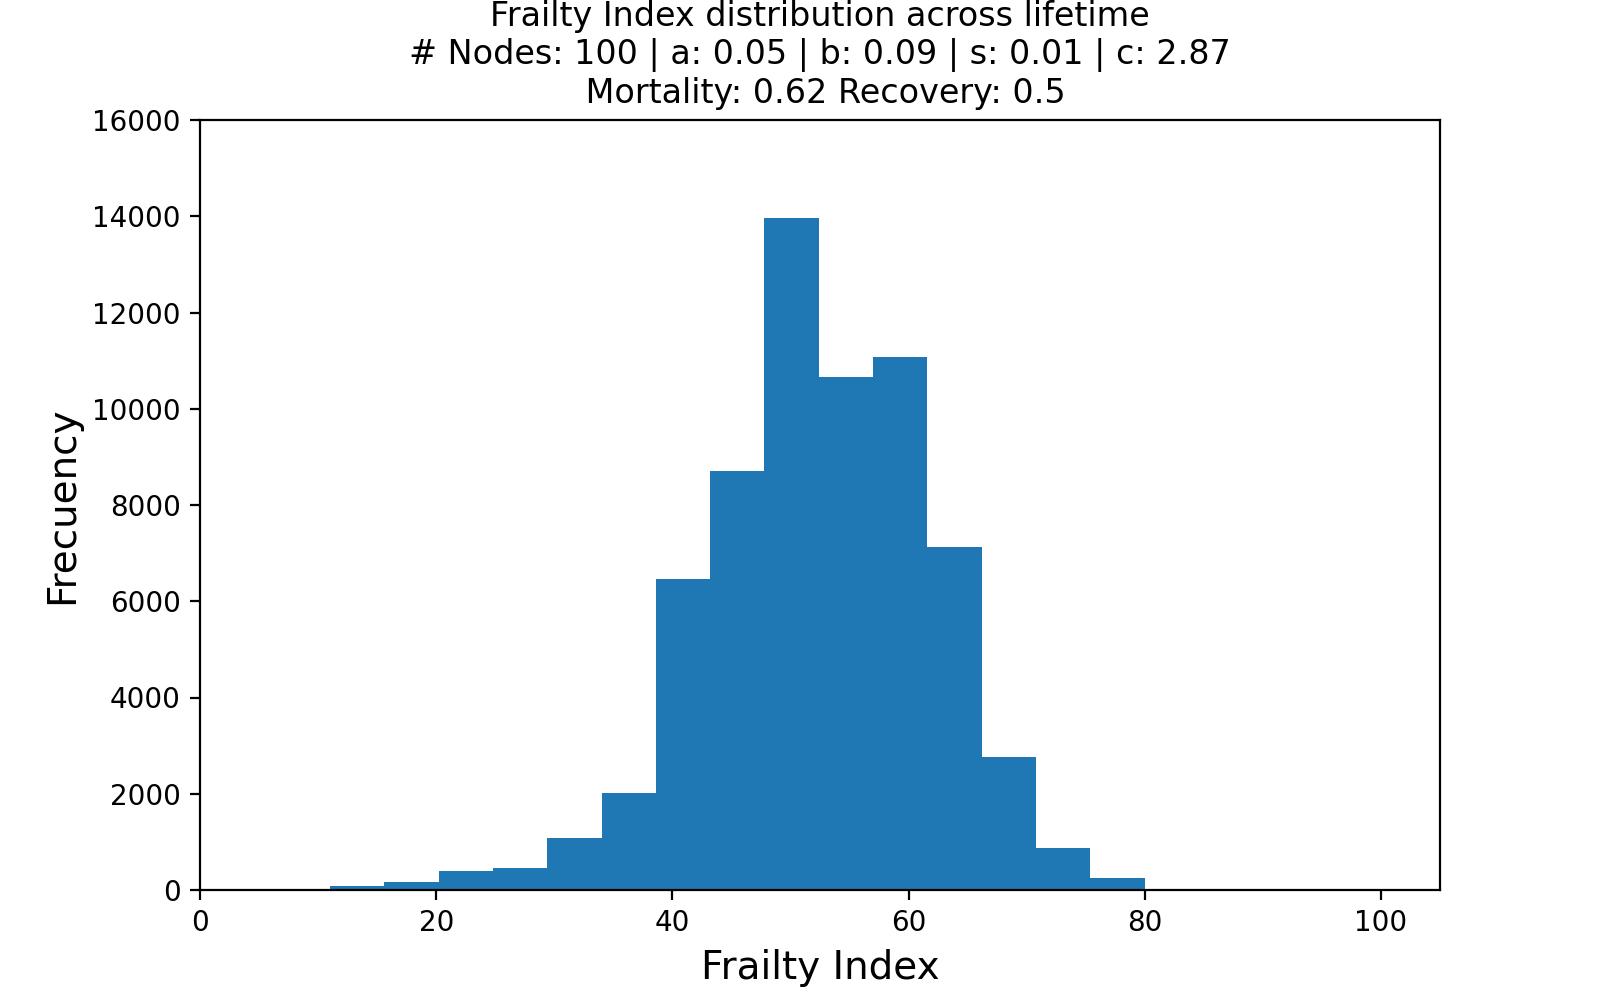 Frailty Index distribution across lifetime
# Nodes: 100 | a: 0.05 | b: 0.09 | s: 0.01 | c: 2.87
Mortality: 0.62 Recovery: 0.5
16000
14000
12000
10000
8000
6000
4000
2000
0
Frecuency
0 20 40 60 80 100
Frailty Index